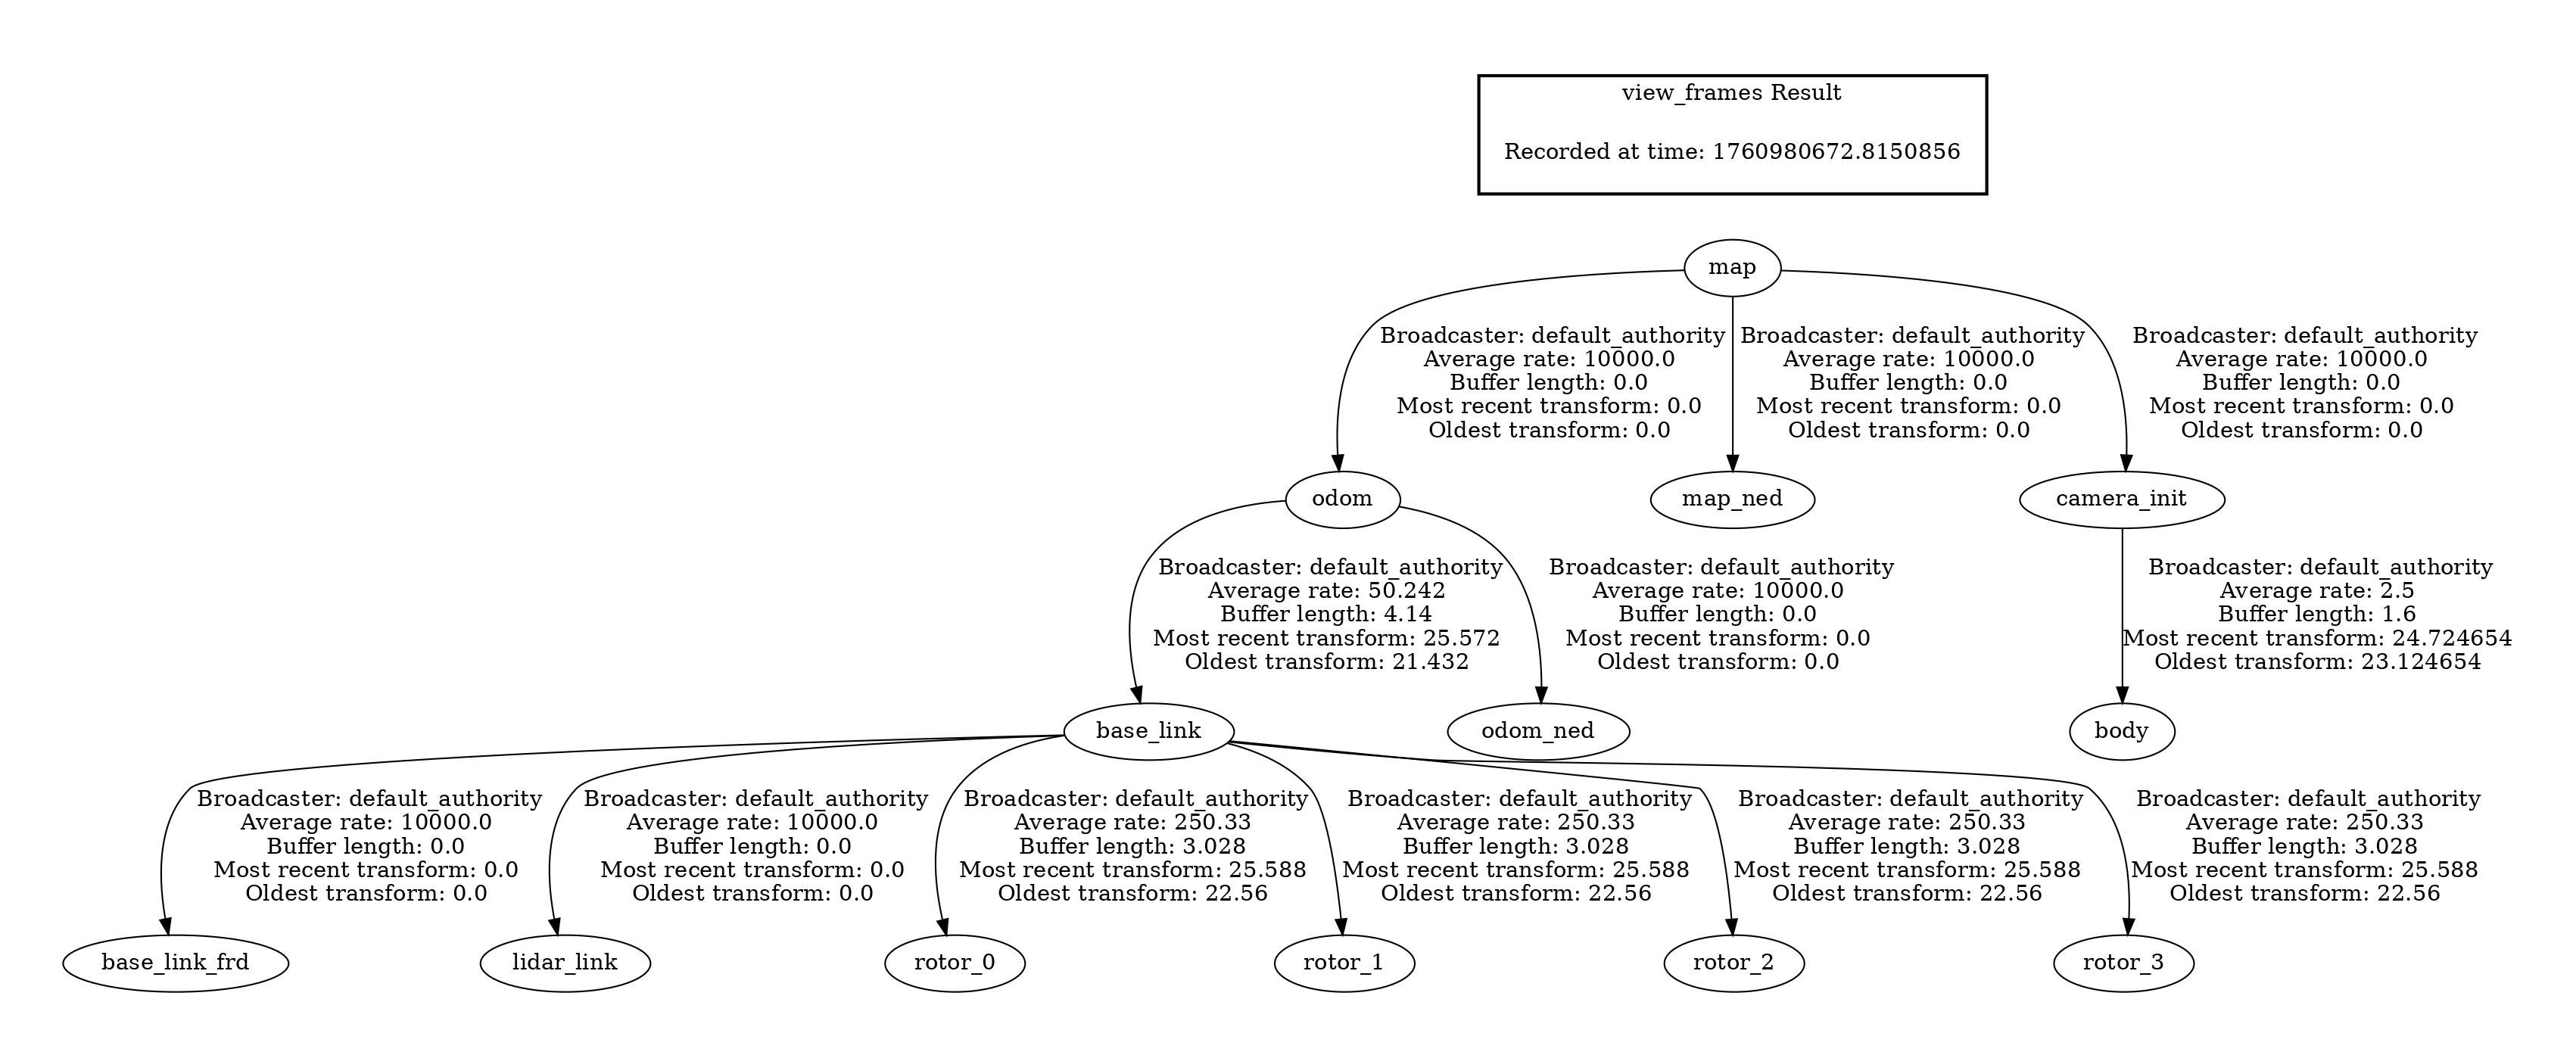 view_frames Result
Recorded at time: 1760980672.8150856
map
Broadcaster: default_authority
Average rate: 10000.0
Buffer length: 0.0
Most recent transform: 0.0
Oldest transform: 0.0
Broadcaster: default_authority
Average rate: 10000.0
Buffer length: 0.0
Most recent transform: 0.0
Oldest transform: 0.0
Broadcaster: default_authority
Average rate: 10000.0
Buffer length: 0.0
Most recent transform: 0.0
Oldest transform: 0.0
odom
map_ned
camera_init
Broadcaster: default_authority
Average rate: 50.242
Buffer length: 4.14
Most recent transform: 25.572
Oldest transform: 21.432
Broadcaster: default_authority
Average rate: 10000.0
Buffer length: 0.0
Most recent transform: 0.0
Oldest transform: 0.0
Broadcaster: default_authority
Average rate: 2.5
Buffer length: 1.6
Most recent transform: 24.724654
Oldest transform: 23.124654
base_link
odom_ned
body
Broadcaster: default_authority
Average rate: 10000.0
Buffer length: 0.0
Most recent transform: 0.0
Oldest transform: 0.0
Broadcaster: default_authority
Average rate: 10000.0
Buffer length: 0.0
Most recent transform: 0.0
Oldest transform: 0.0
Broadcaster: default_authority
Average rate: 250.33
Buffer length: 3.028
Most recent transform: 25.588
Oldest transform: 22.56
Broadcaster: default_authority
Average rate: 250.33
Buffer length: 3.028
Most recent transform: 25.588
Oldest transform: 22.56
Broadcaster: default_authority
Average rate: 250.33
Buffer length: 3.028
Most recent transform: 25.588
Oldest transform: 22.56
Broadcaster: default_authority
Average rate: 250.33
Buffer length: 3.028
Most recent transform: 25.588
Oldest transform: 22.56
base_link_frd
lidar_link
rotor_0
rotor_1
rotor_2
rotor_3